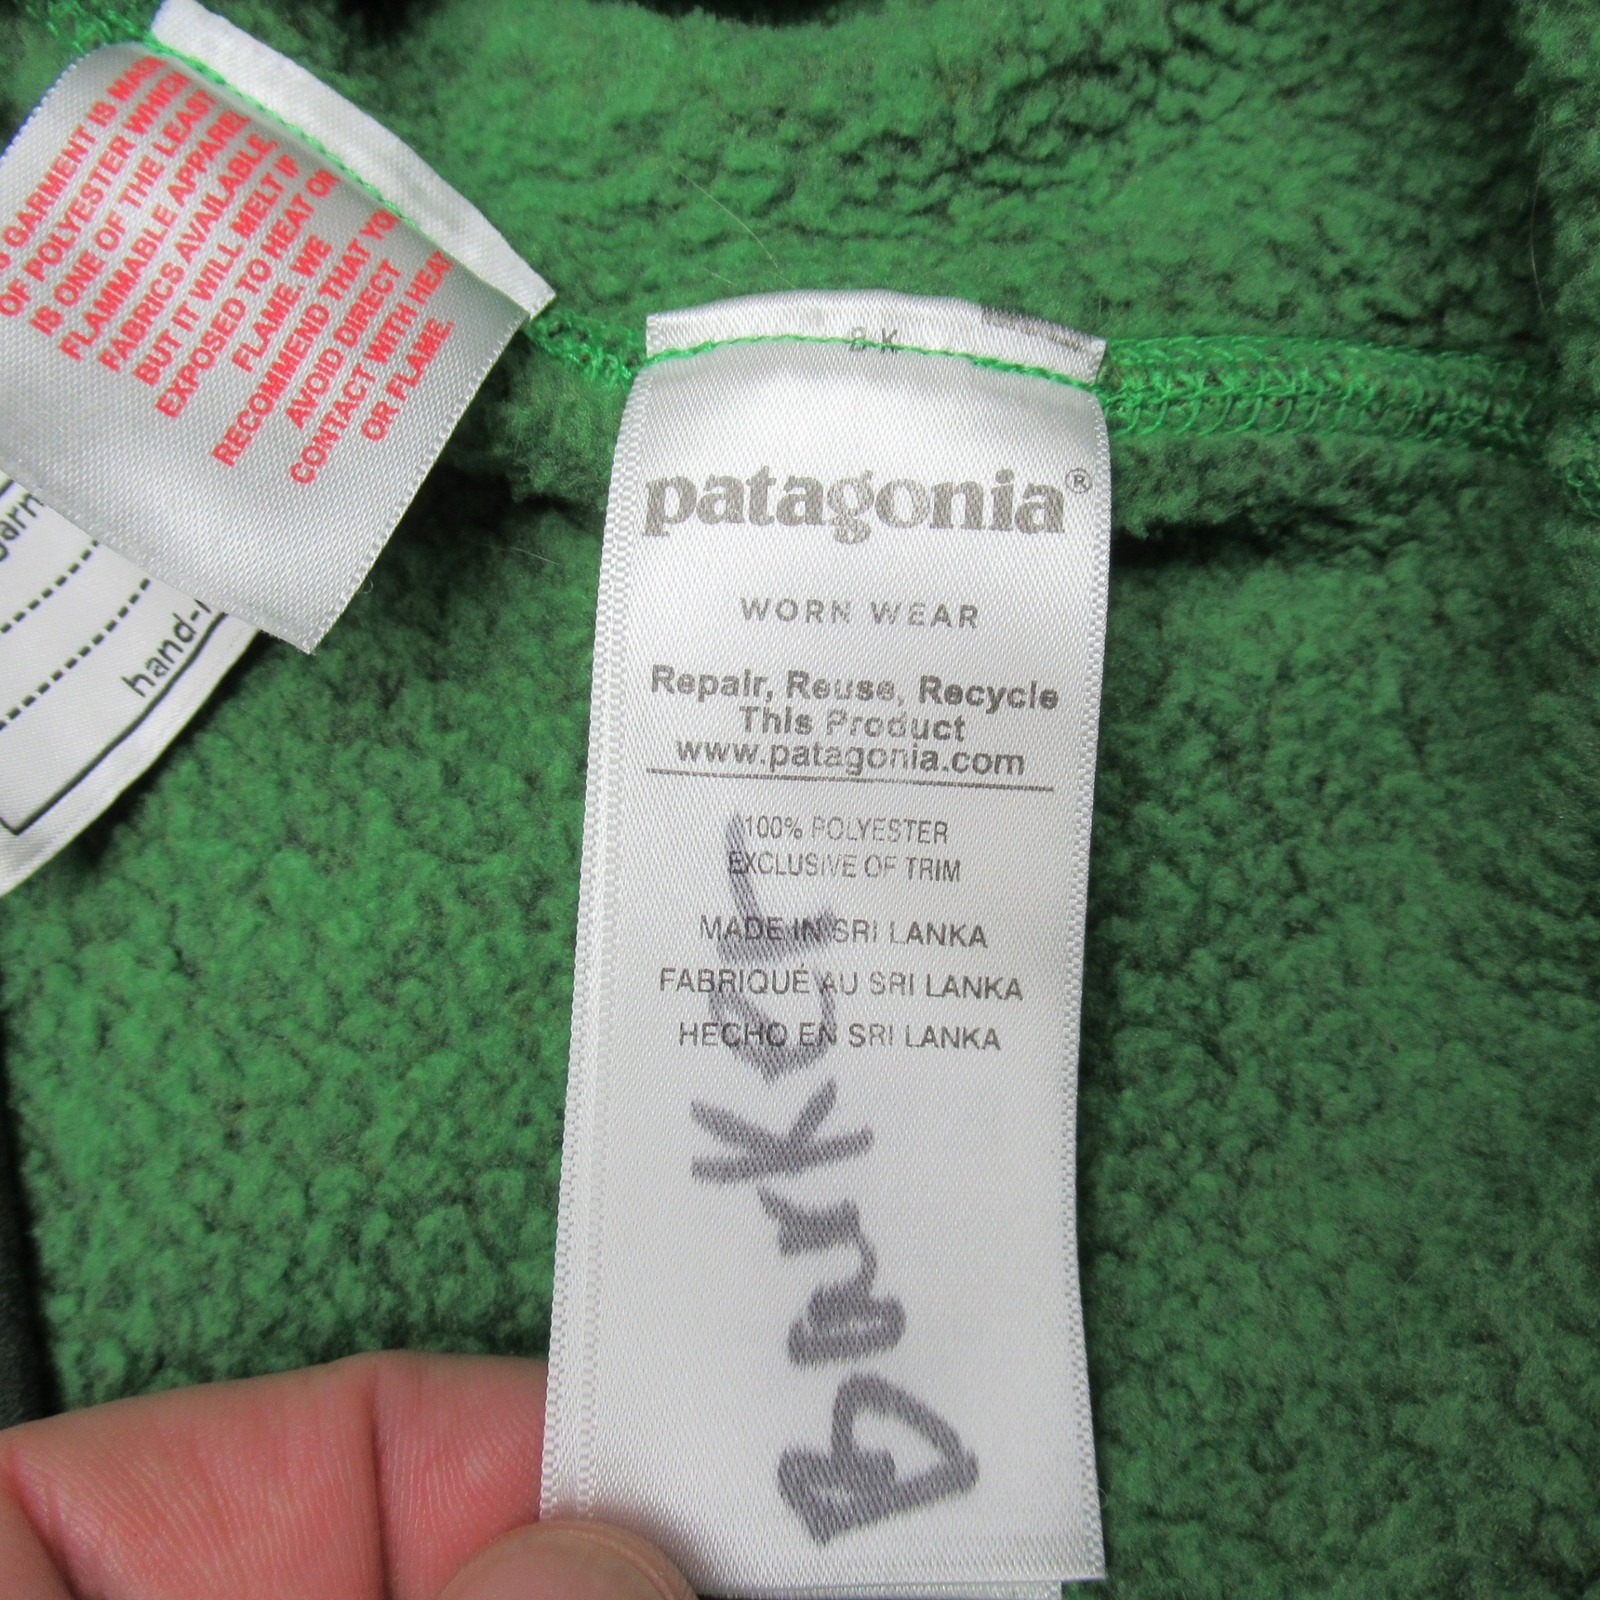 GARMENT IS MADE
OF POLYESTER WHICH
IS ONE OF THE LEAST
FLAMMABLE APPAREL
FABRICS AVAILABLE,
BUT IT WILL MELT IF
EXPOSED TO HEAT OR
FLAME. WE
RECOMMEND THAT YOU
AVOID DIRECT
CONTACT WITH HEAT
OR FLAME.
hand-
patagonia®
WORN WEAR
Repair, Reuse, Recycle
This Product
www.patagonia.com
100% POLYESTER
EXCLUSIVE OF TRIM
MADE IN SRI LANKA
FABRIQUÉ AU SRI LANKA
HECHO EN SRI LANKA
Barker